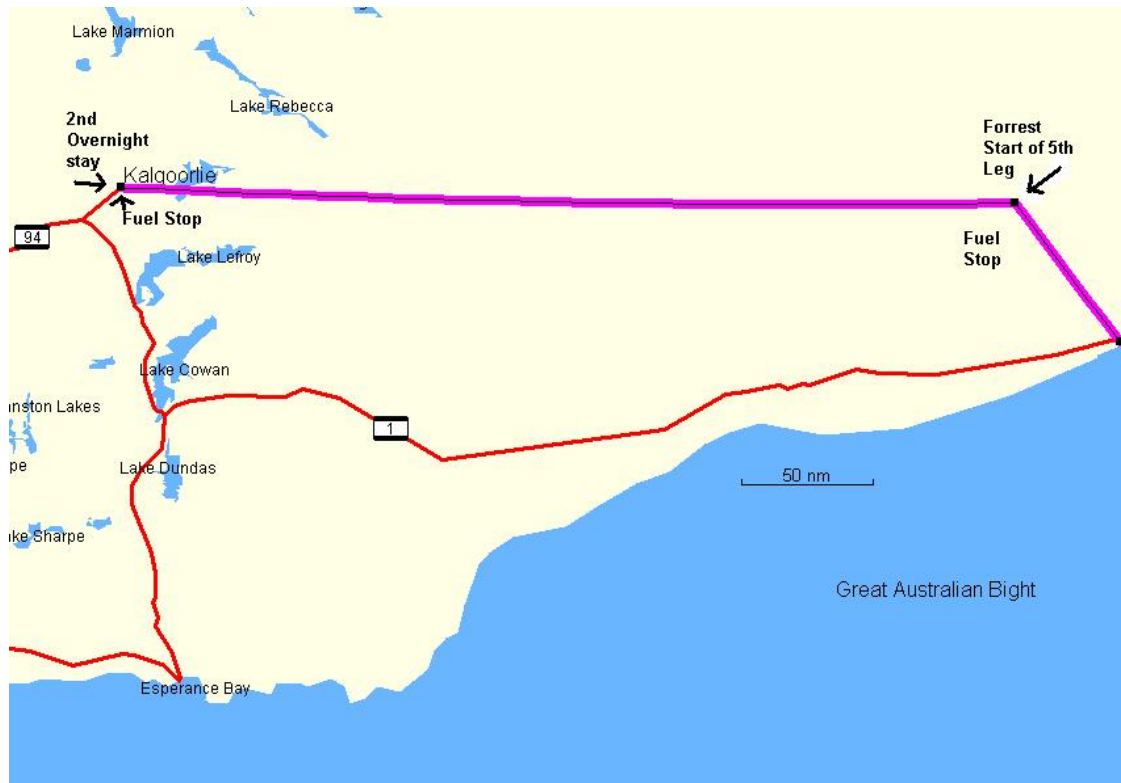 Lake Marmion
Lake Rebecca
2nd
Overnight
stay
Kalgoorlie
Fuel Stop
Forrest
Start of 5th
Leg
Fuel
Stop
94
Lake Lefroy
Lake Cowan
anston Lakes
1
pe
Lake Dundas
50 nm
ke Sharpe
Great Australian Bight
Esperance Bay